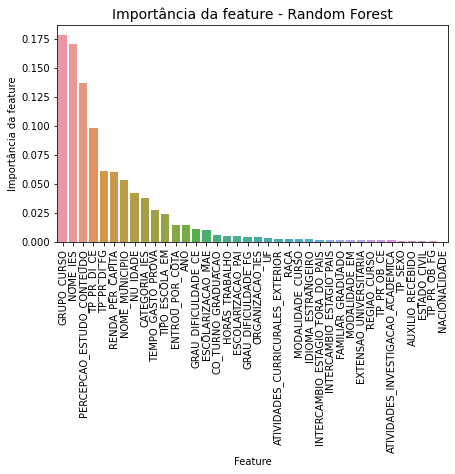 Importância da feature - Random Forest
Importância da feature
0.175
0.150
0.125
0.100
0.075
0.050
0.025
0.000
GRUPO_CURSO
NOME_IES
PERCEPCAO_ESTUDO_CONTEUDO
TP_PR_DI_CE
TP_PR_DI_FG
RENDA_PER_CAPITA
NOME_MUNICIPIO
NU_IDADE
CATEGORIA_IES
TEMPO_GASTO_PROVA
TIPO_ESCOLA_EM
ENTROU_POR_COTA
ANO
GRAU_DIFICULDADE_CE
ESCOLARIZACAO_MAE
CO_TURNO_GRADUACAO
HORAS_TRABALHO
ESCOLARIZACAO_PAI
GRAU_DIFICULDADE_FG
ORGANIZACAO_IES
UF
ATIVIDADES_CURRICURALES_EXTERIOR
RACA
MODALIDADE_CURSO
IDIOMA_ESTRANGEIRO
INTERCAMBIO_ESTAGIO_FORA_DO_PAIS
INTERCAMBIO_ESTAGIO_PAIS
FAMILIAR_GRADUADO
MODALIDADE_EM
EXTENSAO_UNIVERSITARIA
REGIAO_CURSO
TP_PR_OB_CE
ATIVIDADES_INVESTIGACAO_ACADEMICA
TP_SEXO
AUXILIO_RECEBIDO
ESTADO_CIVIL
TP_PR_OB_FG
NACIONALIDADE
Feature